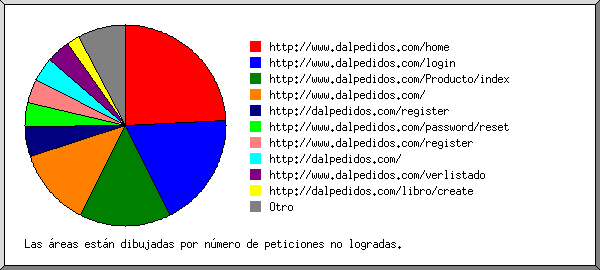 http://www.dalpedidos.com/home
http://www.dalpedidos.com/login
http://www.dalpedidos.com/Producto/index
http://www.dalpedidos.com/
http://dalpedidos.com/register
http://www.dalpedidos.com/password/reset
http://www.dalpedidos.com/register
http://dalpedidos.com/
http://www.dalpedidos.com/verlistado
http://dalpedidos.com/libro/create
Otro
Las áreas están dibujadas por número de peticiones no logradas.